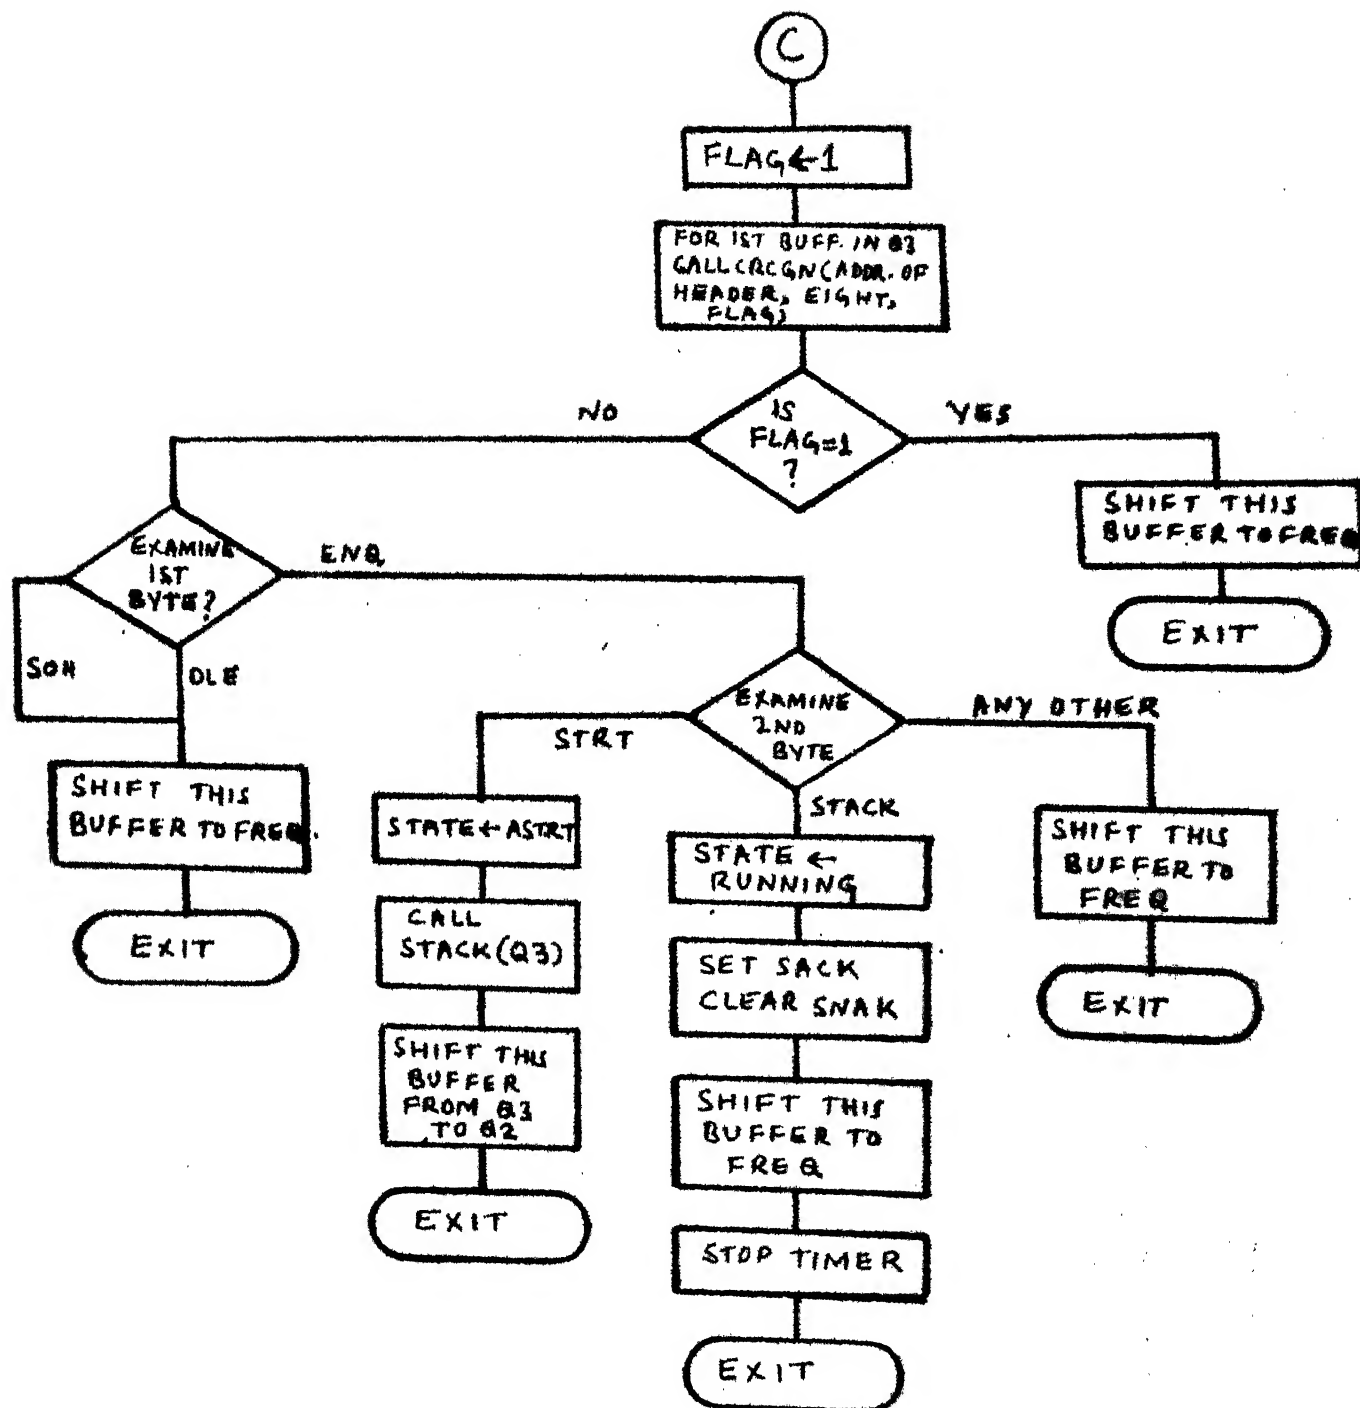 C
FLAG←1
FOR IST BUFF. IN Q3
CALL CRCGN(ADDR. OF
HEADER, EIGHT,
FLAG)
IS
FLAG=1
?
NO
YES
SHIFT THIS
BUFFER TO FREQ
EXIT
EXAMINE
IST
BYTE?
ENQ
SOH
DLE
SHIFT THIS
BUFFER TO FREQ.
EXIT
EXAMINE
2ND
BYTE
STRT
ANY OTHER
STACK
STATE←ASTRT
CALL
STACK(Q3)
SHIFT THIS
BUFFER
FROM Q3
TO Q2
EXIT
STATE ←
RUNNING
SET SACK
CLEAR SNAK
SHIFT THIS
BUFFER TO
FREQ
STOP TIMER
EXIT
SHIFT THIS
BUFFER TO
FREQ
EXIT